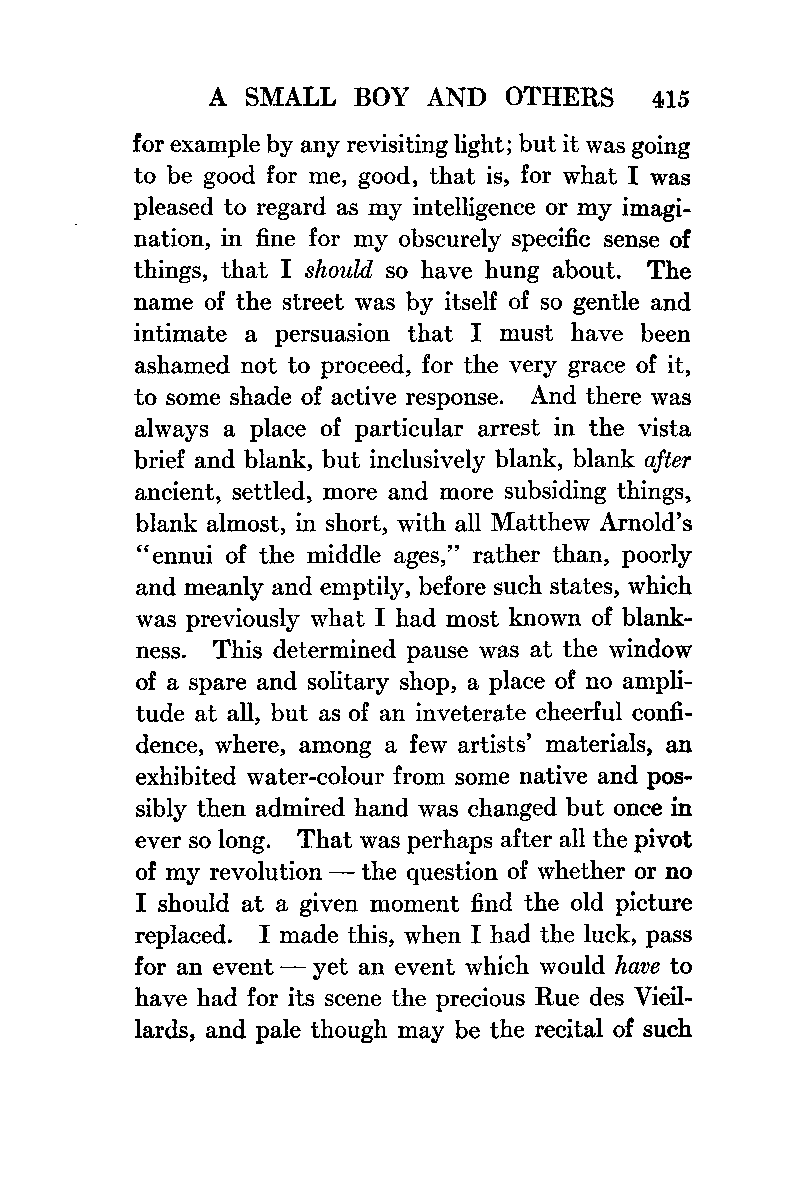 A SMALL BOY AND OTHERS 415
for example by any revisiting light; but it was going
to be good for me, good, that is, for what I was
pleased to regard as my intelligence or my imagi-
nation, in fine for my obscurely specific sense of
things, that I should so have hung about. The
name of the street was by itself of so gentle and
intimate a persuasion that I must have been
ashamed not to proceed, for the very grace of it,
to some shade of active response. And there was
always a place of particular arrest in the vista
brief and blank, but inclusively blank, blank after
ancient, settled, more and more subsiding things,
blank almost, in short, with all Matthew Arnold's
"ennui of the middle ages," rather than, poorly
and meanly and emptily, before such states, which
was previously what I had most known of blank-
ness. This determined pause was at the window
of a spare and solitary shop, a place of no ampli-
tude at all, but as of an inveterate cheerful confi-
dence, where, among a few artists' materials, an
exhibited water-colour from some native and pos-
sibly then admired hand was changed but once in
ever so long. That was perhaps after all the pivot
of my revolution — the question of whether or no
I should at a given moment find the old picture
replaced. I made this, when I had the luck, pass
for an event — yet an event which would have to
have had for its scene the precious Rue des Vieil-
lards, and pale though may be the recital of such